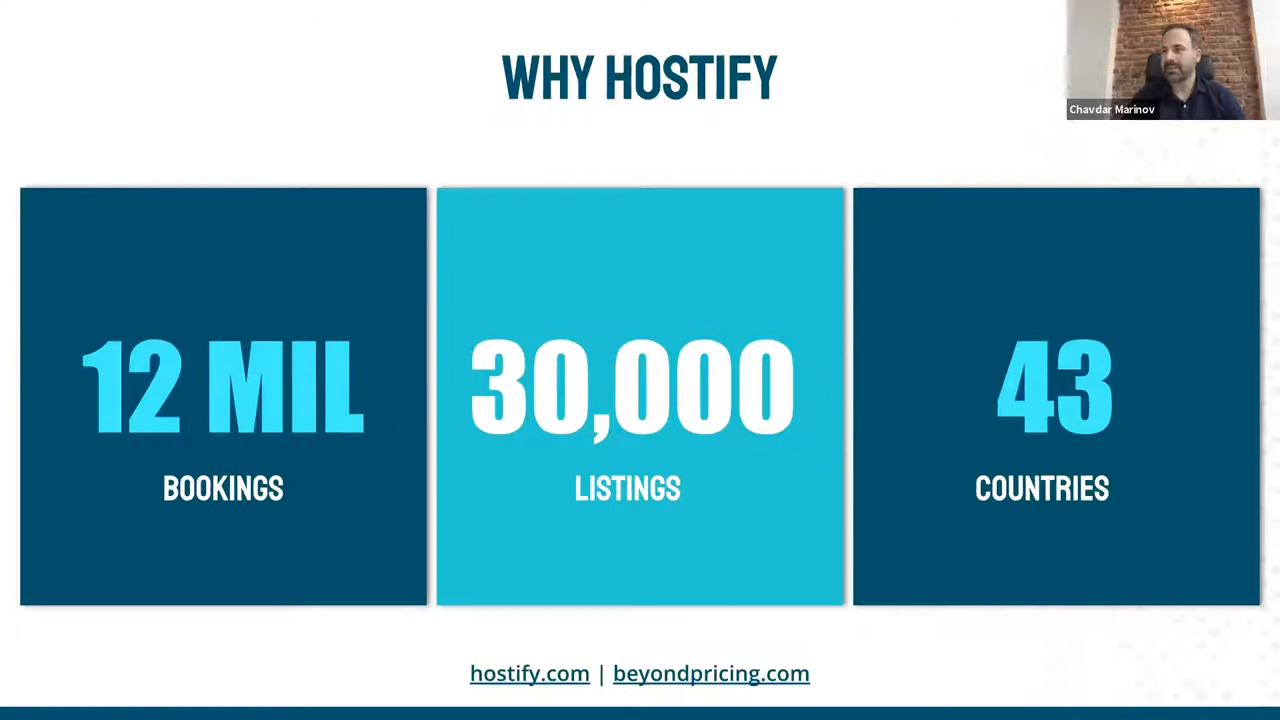 WHY HOSTIFY
Chavdar Marinov
12 MIL
BOOKINGS
30,000
LISTINGS
43
COUNTRIES
hostify.com | beyondpricing.com